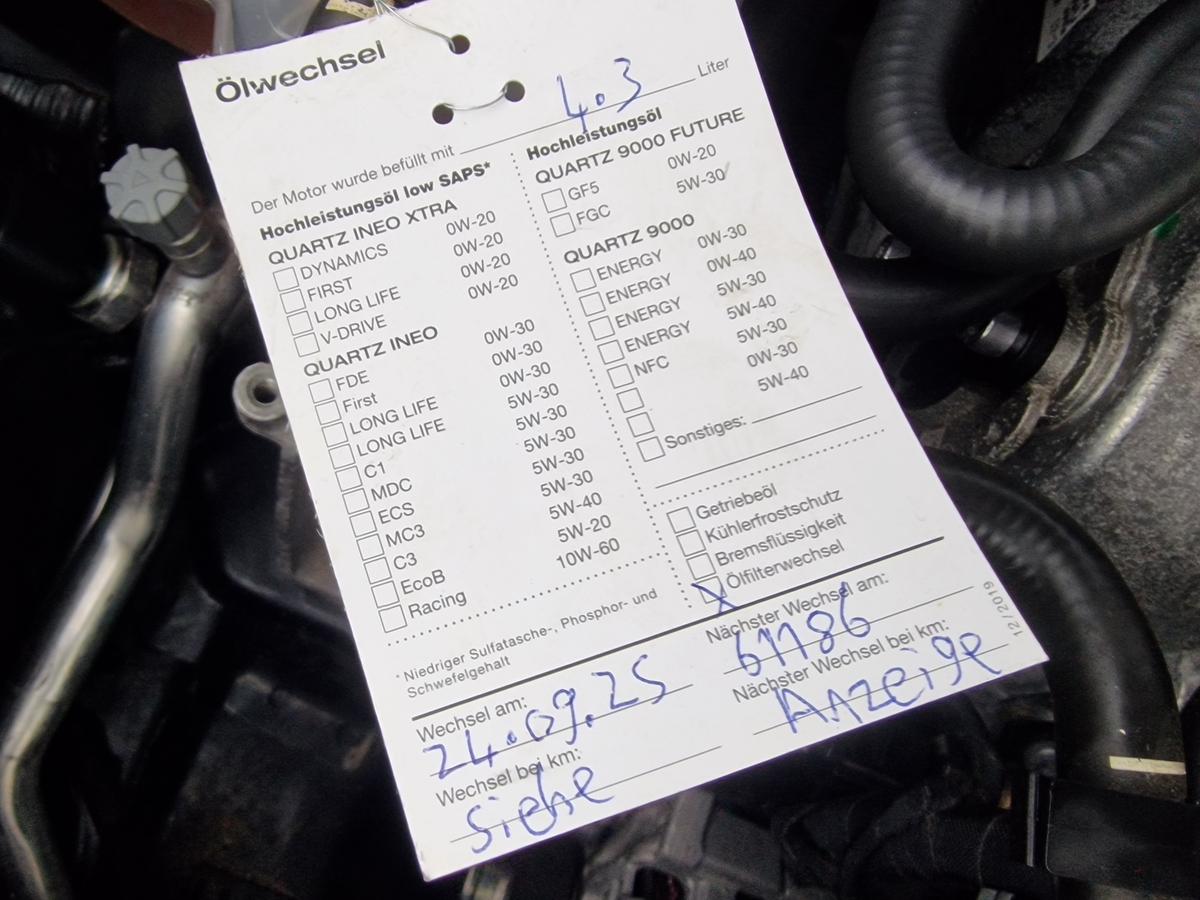 Ölwechsel
Der Motor wurde befüllt mit 4.3 Liter
Hochleistungsöl low SAPS*
QUARTZ INEO XTRA
DYNAMICS 0W-20
FIRST 0W-20
LONG LIFE 0W-20
V-DRIVE 0W-20
QUARTZ INEO
FDE 0W-30
First 0W-30
LONG LIFE 0W-30
LONG LIFE 5W-30
C1 5W-30
MDC 5W-30
ECS 5W-30
MC3 5W-30
C3 5W-40
EcoB 5W-20
Racing 10W-60
* Niedriger Sulfatasche-, Phosphor- und
Schwefelgehalt
Hochleistungsöl
QUARTZ 9000 FUTURE
GF5 0W-20
FGC 5W-30
QUARTZ 9000
ENERGY 0W-30
ENERGY 0W-40
ENERGY 5W-30
ENERGY 5W-40
NFC 5W-30
0W-30
5W-40
Sonstiges:
Getriebeöl
Kühlerfrostschutz
Bremsflüssigkeit
X Ölfilterwechsel
Wechsel am:
24.09.25
Wechsel bei km:
siehe
Nächster Wechsel am:
61186
Nächster Wechsel bei km:
Anzeige
12/2019